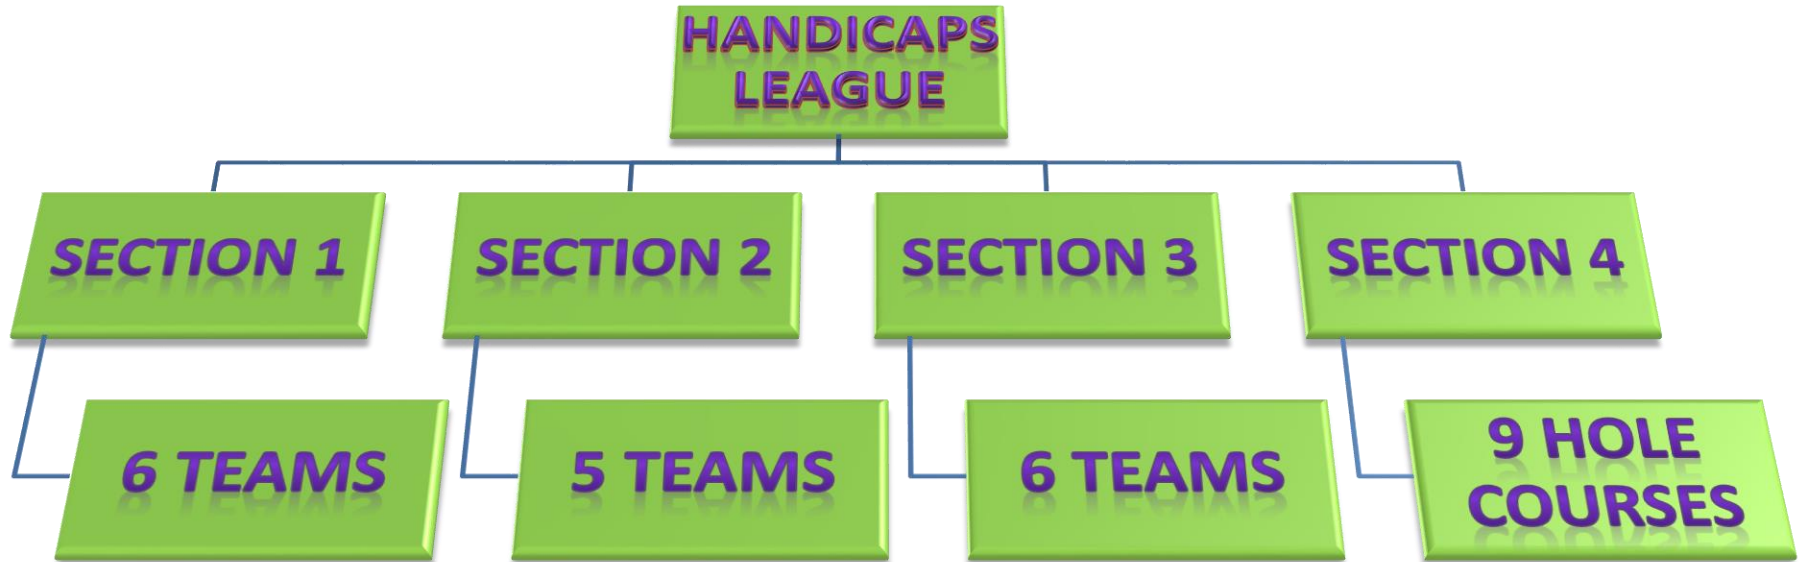 HANDICAPS
LEAGUE
SECTION 1
SECTION 2
SECTION 3
SECTION 4
6 TEAMS
5 TEAMS
6 TEAMS
9 HOLE
COURSES